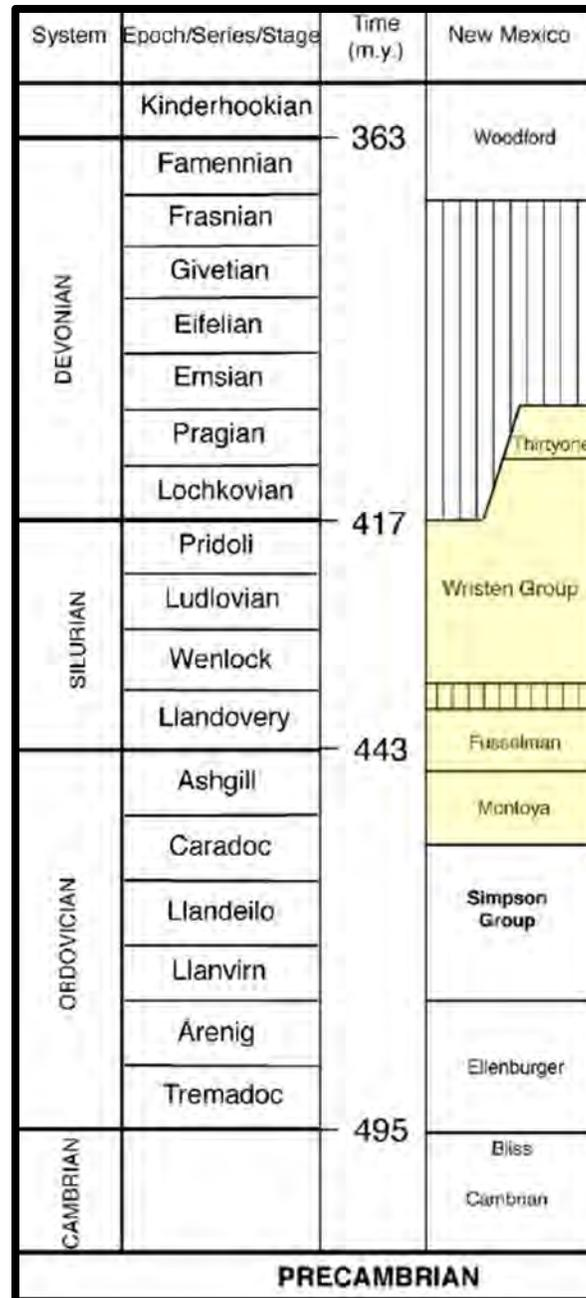 System
Epoch/Series/Stage
Time
(m.y.)
New Mexico
Kinderhookian
363
Woodford
DEVONIAN
Famennian
Frasnian
Givetian
Eifelian
Emsian
Pragian
Thirtyone
Lochkovian
417
SILURIAN
Pridoli
Ludlovian
Wristen Group
Wenlock
Llandovery
443
Fusselman
ORDOVICIAN
Ashgill
Montoya
Caradoc
Llandeilo
Simpson
Group
Llanvirn
Arenig
Ellenburger
Tremadoc
495
CAMBRIAN
Bliss
Cambrian
PRECAMBRIAN